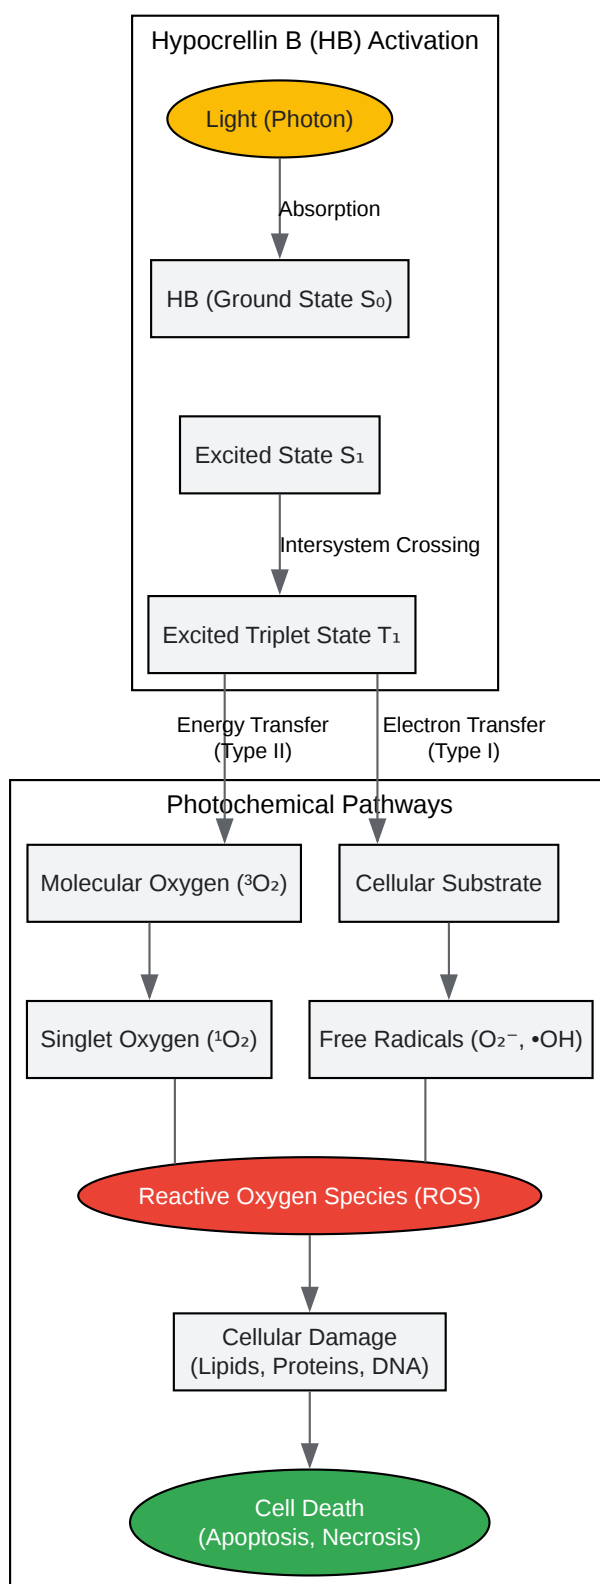 Hypocrellin B (HB) Activation
Light (Photon)
Absorption
HB (Ground State S₀)
Excited State S₁
Intersystem Crossing
Excited Triplet State T₁
Energy Transfer
(Type II)
Electron Transfer
(Type I)
Photochemical Pathways
Molecular Oxygen (³O₂)
Cellular Substrate
Singlet Oxygen (¹O₂)
Free Radicals (O₂⁻, •OH)
Reactive Oxygen Species (ROS)
Cellular Damage
(Lipids, Proteins, DNA)
Cell Death
(Apoptosis, Necrosis)